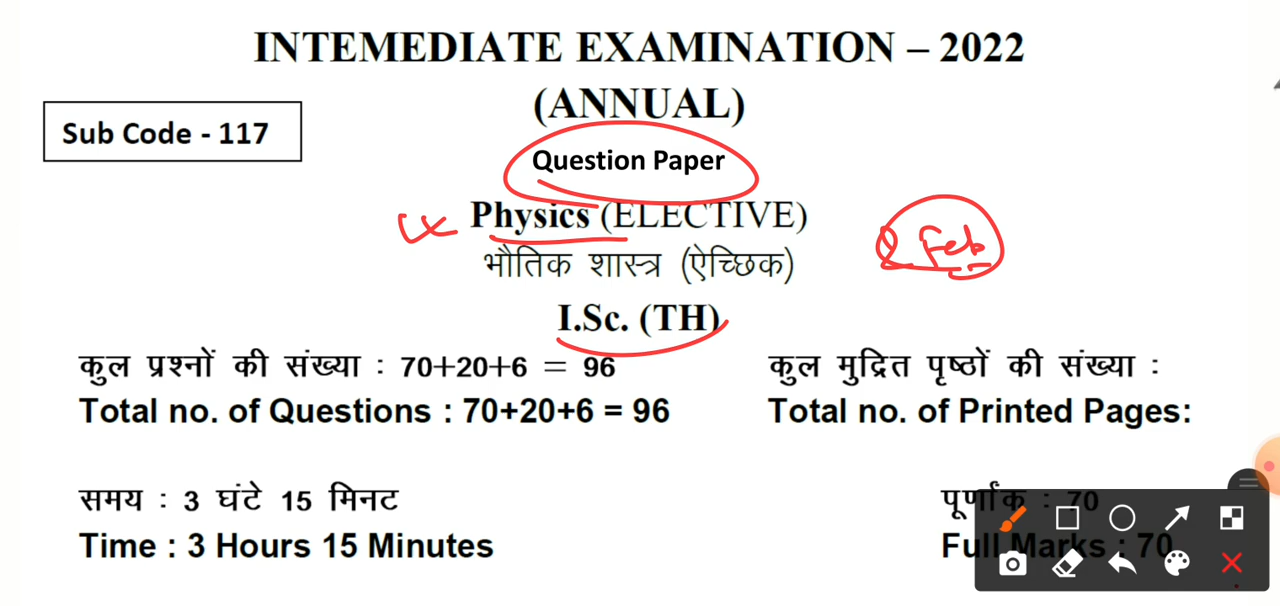 INTEMEDIATE EXAMINATION – 2022
(ANNUAL)
Sub Code - 117
Question Paper
Physics (ELECTIVE)
Feb
भौतिक शास्त्र (ऐच्छिक)
I.Sc. (TH)
कुल प्रश्नों की संख्या : 70+20+6 = 96
कुल मुद्रित पृष्ठों की संख्या :
Total no. of Questions : 70+20+6 = 96
Total no. of Printed Pages:
समय : 3 घंटे 15 मिनट
पूर्णांक : 70
Time : 3 Hours 15 Minutes
Full Marks : 70